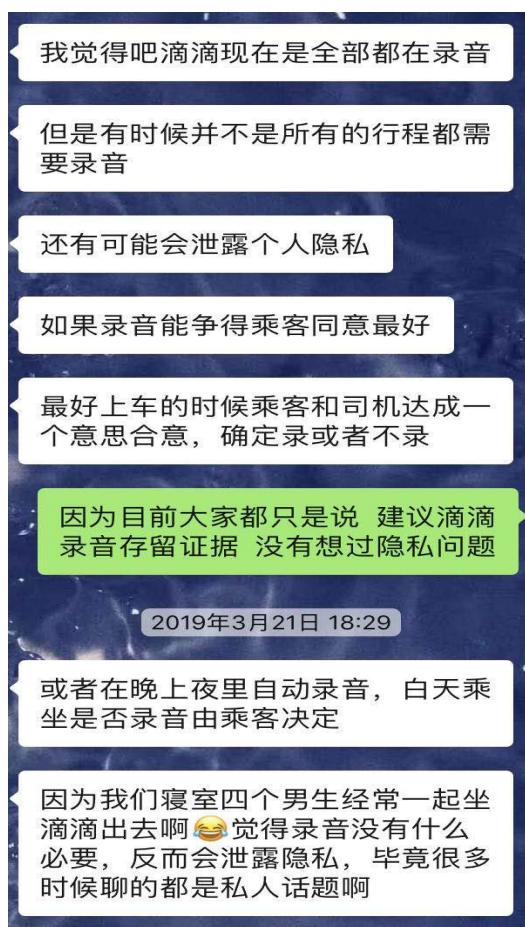 我觉得吧滴滴现在是全部都在录音
但是有时候并不是所有的行程都需
要录音
还有可能会泄露个人隐私
如果录音能争得乘客同意最好
最好上车的时候乘客和司机达成一
个意思合意，确定录或者不录
因为目前大家都只是说 建议滴滴
录音存留证据 没有想过隐私问题
2019年3月21日 18:29
或者在晚上夜里自动录音，白天乘
坐是否录音由乘客决定
因为我们寝室四个男生经常一起坐
滴滴出去啊😂觉得录音没有什么
必要，反而会泄露隐私，毕竟很多
时候聊的都是私人话题啊